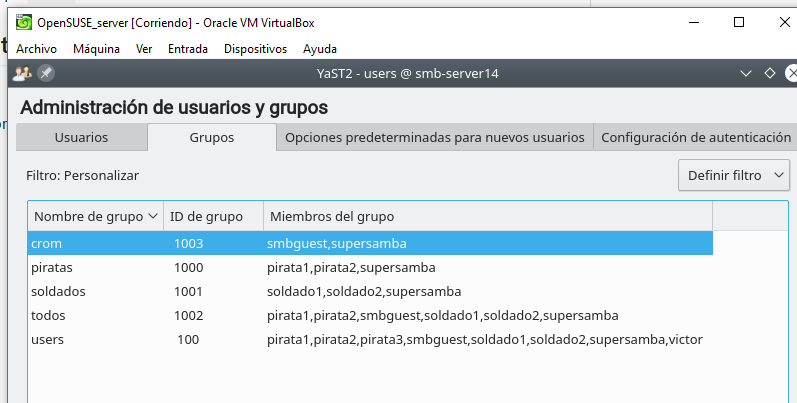 OpenSUSE_server [Corriendo] - Oracle VM VirtualBox
Archivo Máquina Ver Entrada Dispositivos Ayuda
YaST2 - users @ smb-server14
Administración de usuarios y grupos
Usuarios Grupos Opciones predeterminadas para nuevos usuarios Configuración de autenticación
Filtro: Personalizar Definir filtro
Nombre de grupo ID de grupo Miembros del grupo
crom 1003 smbguest,supersamba
piratas 1000 pirata1,pirata2,supersamba
soldados 1001 soldado1,soldado2,supersamba
todos 1002 pirata1,pirata2,smbguest,soldado1,soldado2,supersamba
users 100 pirata1,pirata2,pirata3,smbguest,soldado1,soldado2,supersamba,victor